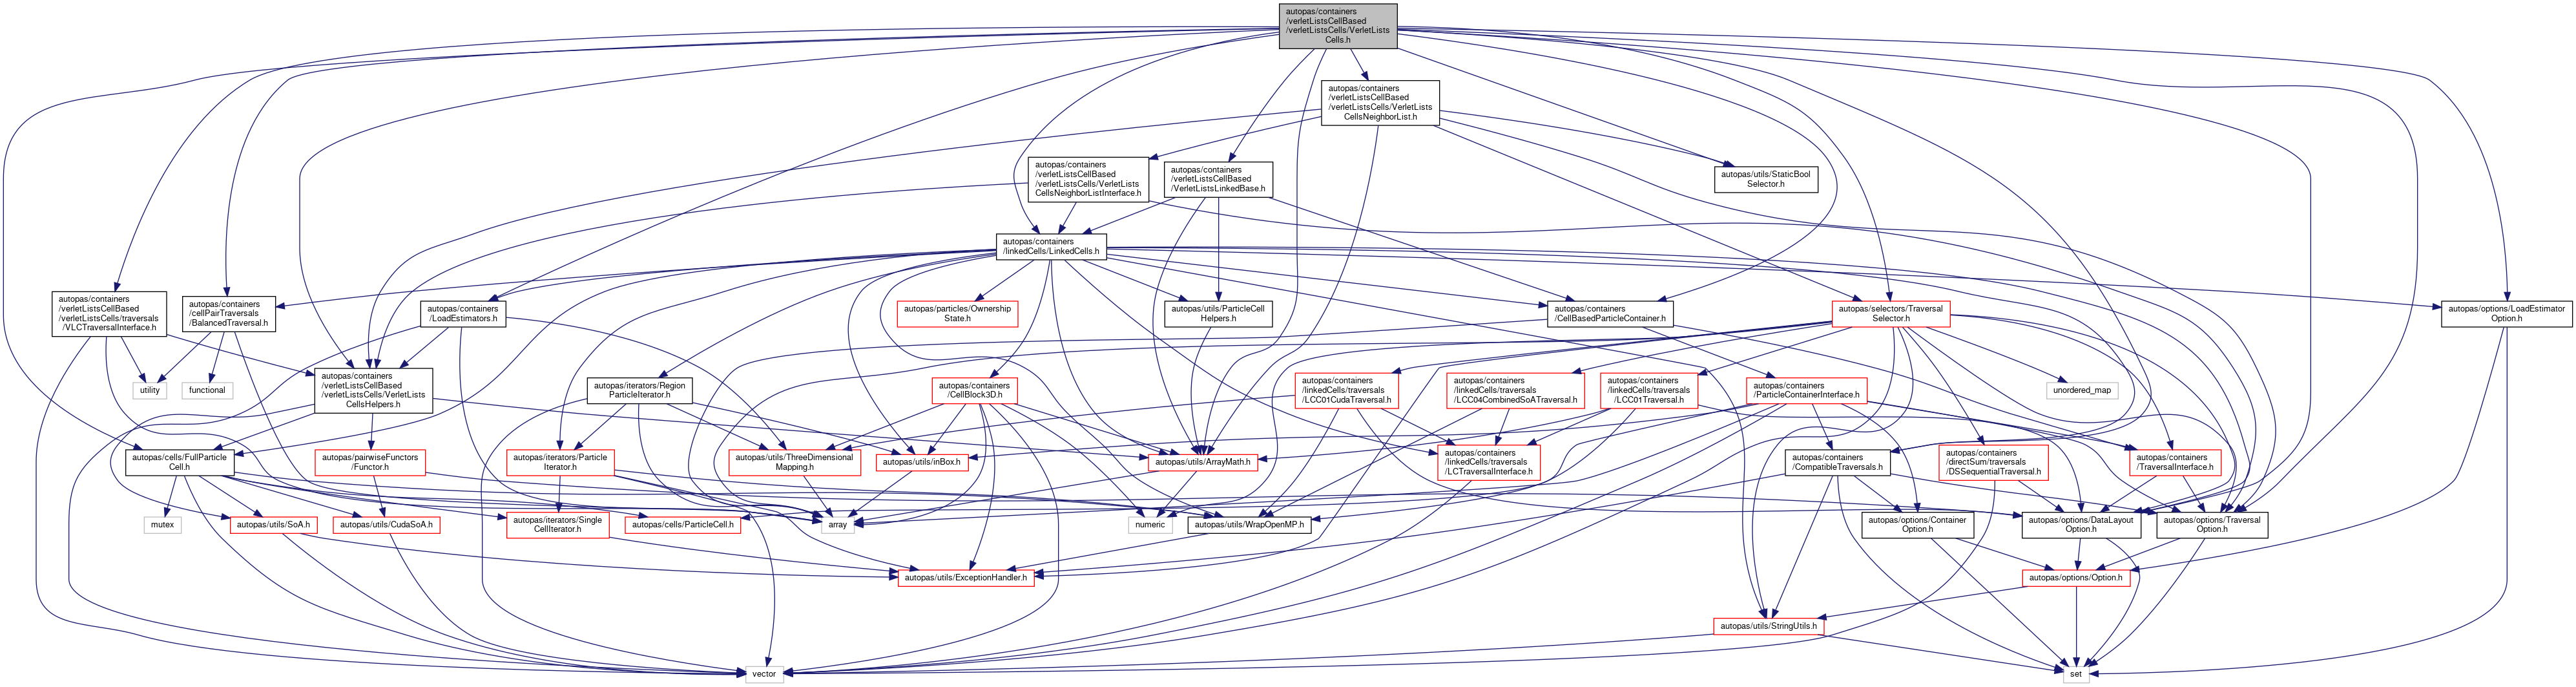 autopas/containers
/verletListsCellBased
/verletListsCells/VerletLists
Cells.h
autopas/containers
/verletListsCellBased
/verletListsCells/VerletLists
CellsNeighborList.h
autopas/containers
/verletListsCellBased
/verletListsCells/VerletLists
CellsNeighborListInterface.h
autopas/containers
/verletListsCellBased
/VerletListsLinkedBase.h
autopas/utils/StaticBool
Selector.h
autopas/containers
/linkedCells/LinkedCells.h
autopas/containers
/verletListsCellBased
/verletListsCells/traversals
/VLCTraversalInterface.h
autopas/containers
/cellPairTraversals
/BalancedTraversal.h
autopas/containers
/LoadEstimators.h
autopas/particles/Ownership
State.h
autopas/utils/ParticleCell
Helpers.h
autopas/containers
/CellBasedParticleContainer.h
autopas/selectors/Traversal
Selector.h
autopas/options/LoadEstimator
Option.h
utility
functional
autopas/containers
/verletListsCellBased
/verletListsCells/VerletLists
CellsHelpers.h
autopas/iterators/Region
ParticleIterator.h
autopas/containers
/CellBlock3D.h
autopas/containers
/linkedCells/traversals
/LCC01CudaTraversal.h
autopas/containers
/linkedCells/traversals
/LCC04CombinedSoATraversal.h
autopas/containers
/linkedCells/traversals
/LCC01Traversal.h
autopas/containers
/ParticleContainerInterface.h
unordered_map
autopas/cells/FullParticle
Cell.h
autopas/pairwiseFunctors
/Functor.h
autopas/iterators/Particle
Iterator.h
autopas/utils/ThreeDimensional
Mapping.h
autopas/utils/inBox.h
autopas/utils/ArrayMath.h
autopas/containers
/linkedCells/traversals
/LCTraversalInterface.h
autopas/containers
/CompatibleTraversals.h
autopas/containers
/directSum/traversals
/DSSequentialTraversal.h
autopas/containers
/TraversalInterface.h
mutex
autopas/utils/SoA.h
autopas/utils/CudaSoA.h
autopas/iterators/Single
CellIterator.h
autopas/cells/ParticleCell.h
array
numeric
autopas/utils/WrapOpenMP.h
autopas/options/Container
Option.h
autopas/options/DataLayout
Option.h
autopas/options/Traversal
Option.h
autopas/utils/ExceptionHandler.h
autopas/options/Option.h
autopas/utils/StringUtils.h
vector
set